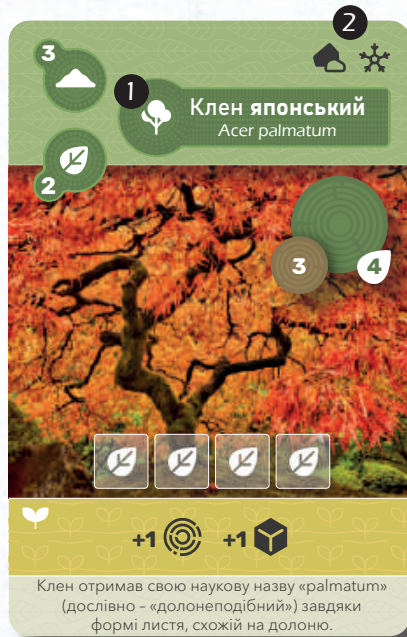 2
3
1
Клен японський
Acer palmatum
2
3
4
+1 +1
Клен отримав свою наукову назву «palmatum»
(дослівно – «долонеподібний») завдяки
формі листя, схожій на долоню.